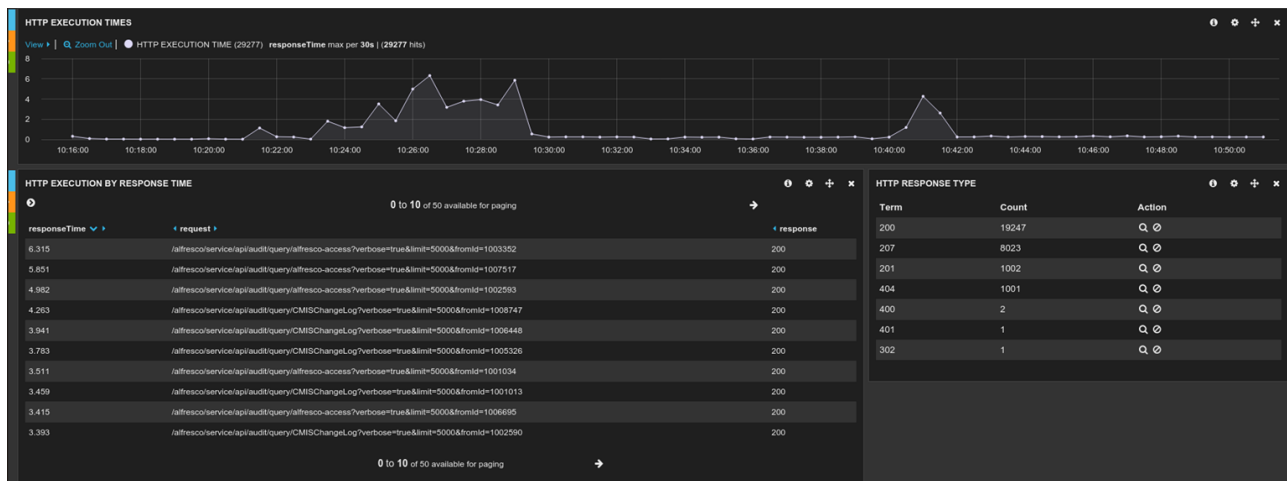 HTTP EXECUTION TIMES
View | Zoom Out | HTTP EXECUTION TIME (29277) responseTime max per 30s | (29277 hits)
8
6
4
2
0
10:16:00 10:18:00 10:20:00 10:22:00 10:24:00 10:26:00 10:28:00 10:30:00 10:32:00 10:34:00 10:36:00 10:38:00 10:40:00 10:42:00 10:44:00 10:46:00 10:48:00 10:50:00
HTTP EXECUTION BY RESPONSE TIME
0 to 10 of 50 available for paging
responseTime request response
6.315 /alfresco/service/api/audit/query/alfresco-access?verbose=true&limit=5000&fromId=1003352 200
5.851 /alfresco/service/api/audit/query/alfresco-access?verbose=true&limit=5000&fromId=1007517 200
4.982 /alfresco/service/api/audit/query/alfresco-access?verbose=true&limit=5000&fromId=1002593 200
4.263 /alfresco/service/api/audit/query/CMISChangeLog?verbose=true&limit=5000&fromId=1008747 200
3.941 /alfresco/service/api/audit/query/CMISChangeLog?verbose=true&limit=5000&fromId=1006448 200
3.783 /alfresco/service/api/audit/query/CMISChangeLog?verbose=true&limit=5000&fromId=1005326 200
3.511 /alfresco/service/api/audit/query/alfresco-access?verbose=true&limit=5000&fromId=1001034 200
3.459 /alfresco/service/api/audit/query/CMISChangeLog?verbose=true&limit=5000&fromId=1001013 200
3.415 /alfresco/service/api/audit/query/alfresco-access?verbose=true&limit=5000&fromId=1006695 200
3.393 /alfresco/service/api/audit/query/CMISChangeLog?verbose=true&limit=5000&fromId=1002590 200
0 to 10 of 50 available for paging
HTTP RESPONSE TYPE
Term Count Action
200 19247
207 8023
201 1002
404 1001
400 2
401 1
302 1